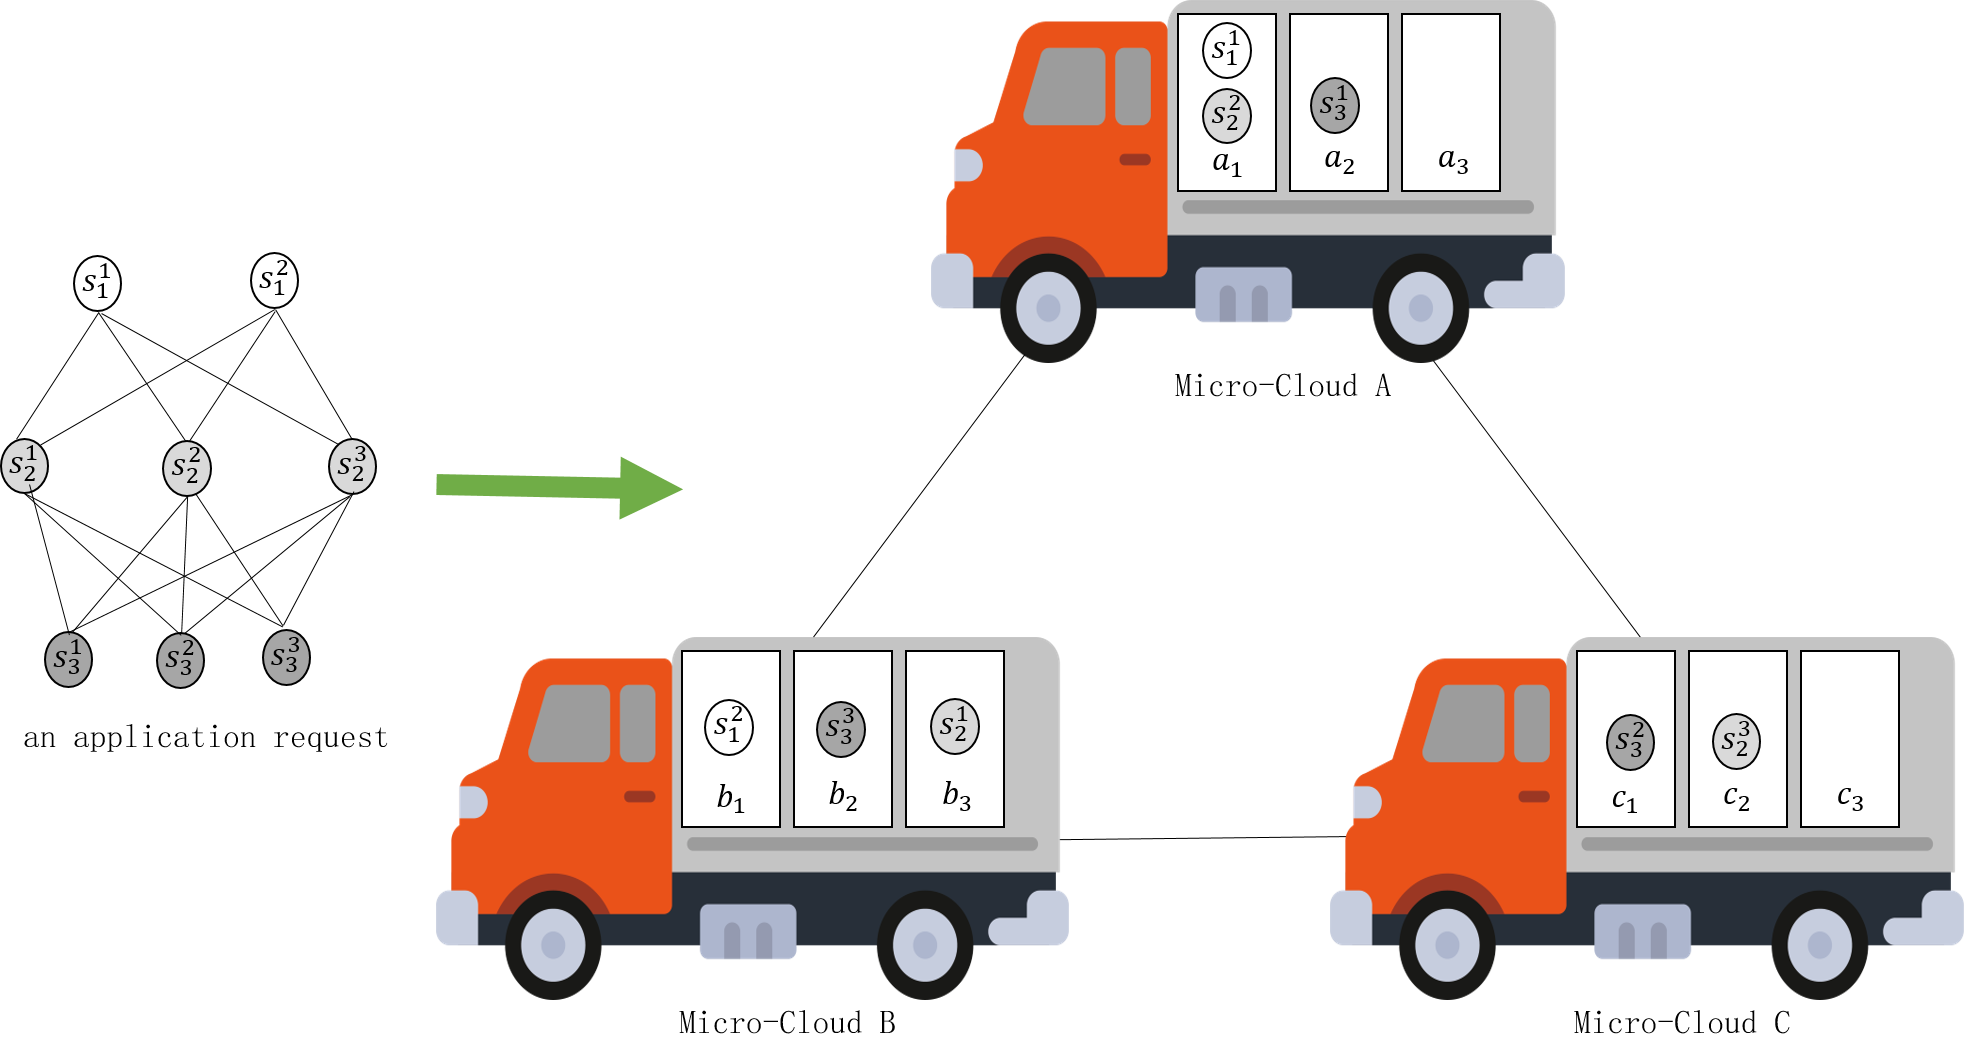 s_1^1 s_1^2
s_2^1 s_2^2 s_2^3
s_3^1 s_3^2 s_3^3
an application request
s_1^1
s_2^2 s_3^1
a_1 a_2 a_3
Micro-Cloud A
s_1^2 s_3^3 s_2^1
b_1 b_2 b_3
Micro-Cloud B
s_3^2 s_2^3
c_1 c_2 c_3
Micro-Cloud C